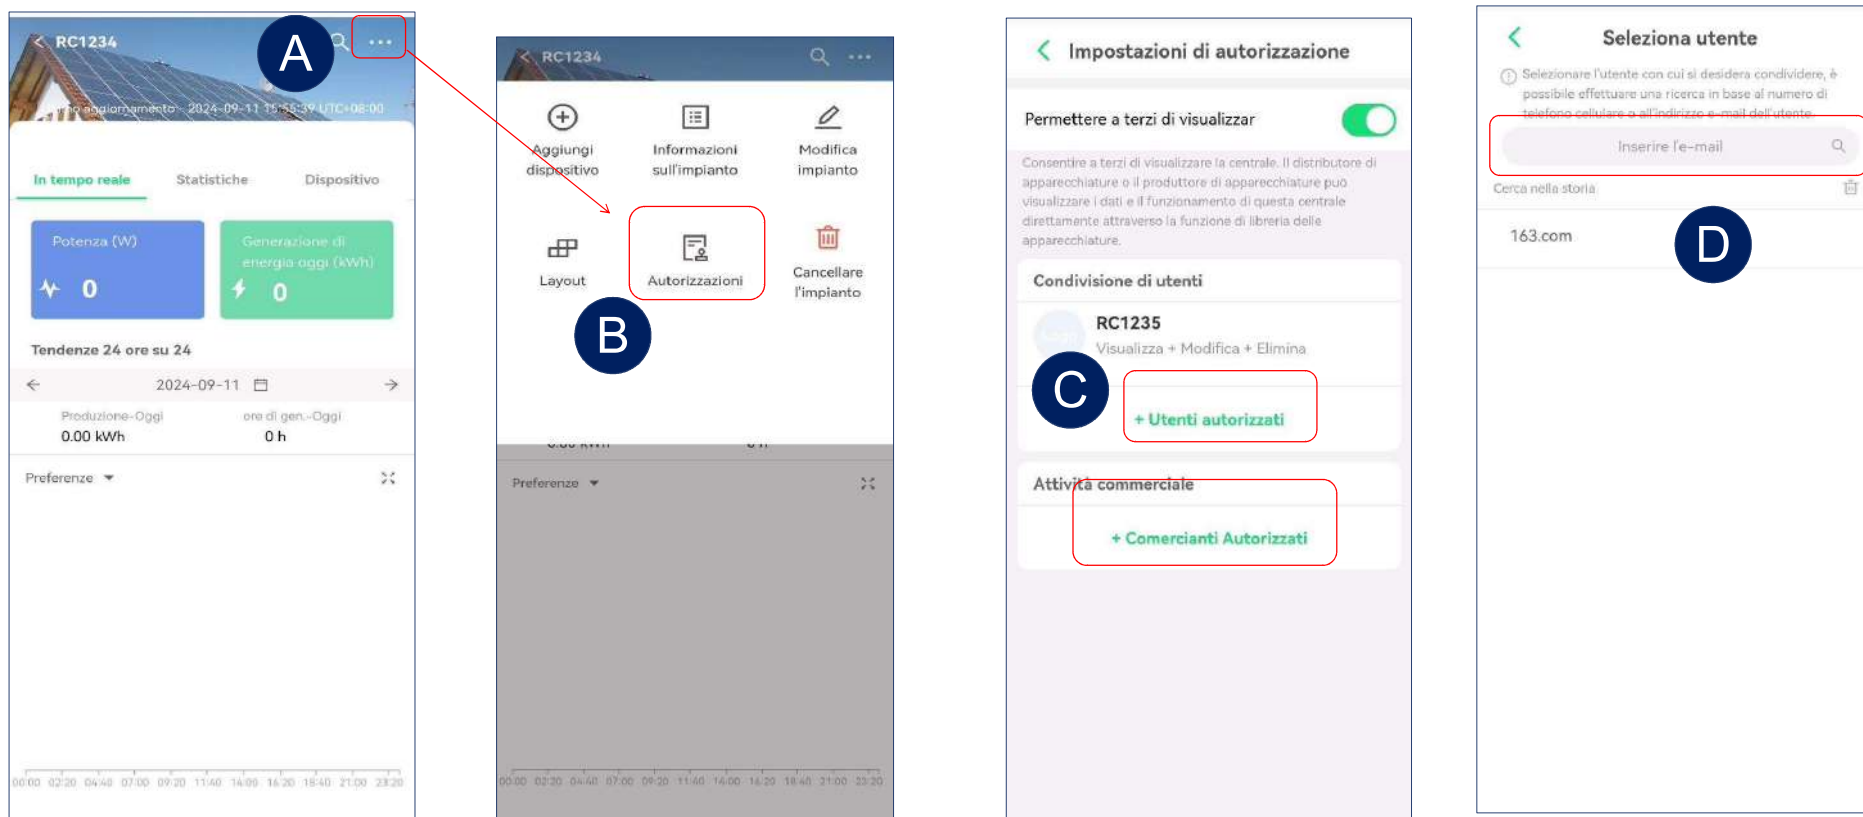 RC1234
A
aggiornamento: 2024-09-11 15:55:39 UTC+08:00
In tempo reale
Statistiche
Dispositivo
Potenza (W)
0
Generazione di
energia oggi (kWh)
0
Tendenze 24 ore su 24
2024-09-11
Produzione-Oggi
ore di gen.-Oggi
0.00 kWh
0 h
Preferenze
00:00 02:20 04:40 07:00 09:20 11:40 14:00 16:20 18:40 21:00 23:20
RC1234
Aggiungi
dispositivo
Informazioni
sull'impianto
Modifica
impianto
Layout
Autorizzazioni
Cancellare
l'impianto
B
0.00 kWh
0 h
Preferenze
00:00 02:20 04:40 07:00 09:20 11:40 14:00 16:20 18:40 21:00 23:20
Impostazioni di autorizzazione
Permettere a terzi di visualizzar
Consentire a terzi di visualizzare la centrale. Il distributore di
apparecchiature o il produttore di apparecchiature può
visualizzare i dati e il funzionamento di questa centrale
direttamente attraverso la funzione di libreria delle
apparecchiature.
Condivisione di utenti
RC1235
Visualizza + Modifica + Elimina
C
+ Utenti autorizzati
Attività commerciale
+ Comercianti Autorizzati
Seleziona utente
Selezionare l'utente con cui si desidera condividere, è
possibile effettuare una ricerca in base al numero di
telefono cellulare o all'indirizzo e-mail dell'utente.
Inserire l'e-mail
Cerca nella storia
163.com
D